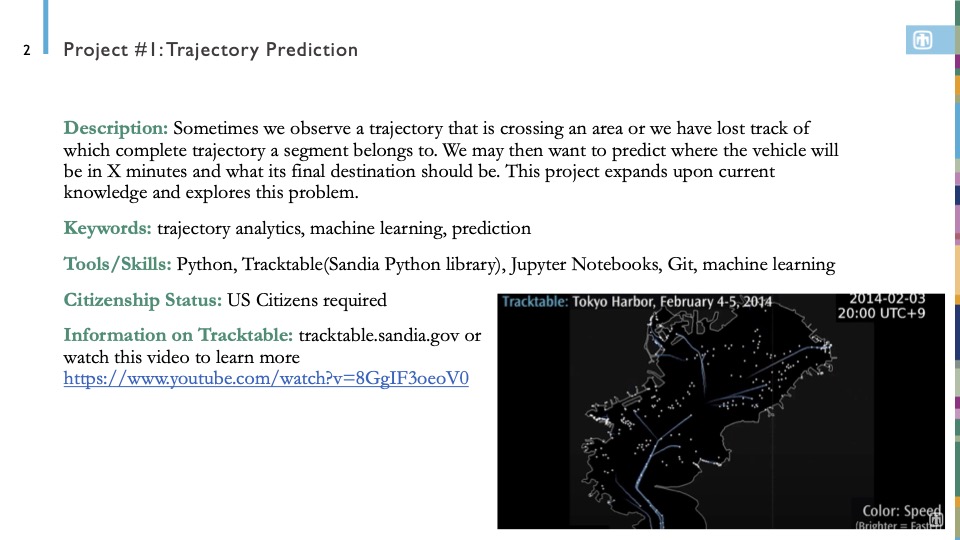 2
Project #1: Trajectory Prediction
Description: Sometimes we observe a trajectory that is crossing an area or we have lost track of
which complete trajectory a segment belongs to. We may then want to predict where the vehicle will
be in X minutes and what its final destination should be. This project expands upon current
knowledge and explores this problem.
Keywords: trajectory analytics, machine learning, prediction
Tools/Skills: Python, Tracktable(Sandia Python library), Jupyter Notebooks, Git, machine learning
Citizenship Status: US Citizens required
Information on Tracktable: tracktable.sandia.gov or
watch this video to learn more
https://www.youtube.com/watch?v=8GgIF3oeoV0
Tracktable: Tokyo Harbor, February 4-5, 2014
2014-02-03
20:00 UTC+9
Color: Speed
(Brighter =